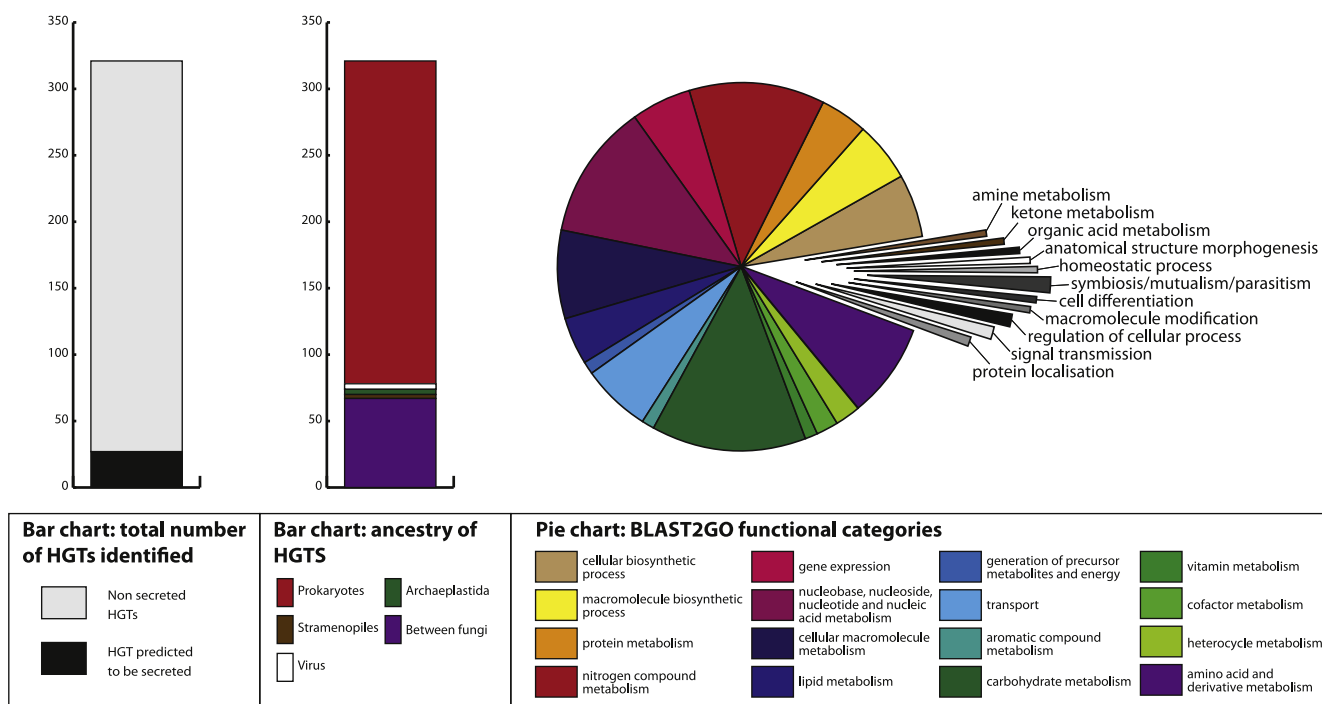 350
300
250
200
150
100
50
0
350
300
250
200
150
100
50
0
amine metabolism
ketone metabolism
organic acid metabolism
anatomical structure morphogenesis
homeostatic process
symbiosis/mutualism/parasitism
cell differentiation
macromolecule modification
regulation of cellular process
signal transmission
protein localisation
Bar chart: total number
of HGTs identified
Non secreted
HGTs
HGT predicted
to be secreted
Bar chart: ancestry of
HGTS
Prokaryotes
Archaeplastida
Stramenopiles
Between fungi
Virus
Pie chart: BLAST2GO functional categories
cellular biosynthetic
process
macromolecule biosynthetic
process
protein metabolism
nitrogen compound
metabolism
gene expression
nucleobase, nucleoside,
nucleotide and nucleic
acid metabolism
cellular macromolecule
metabolism
lipid metabolism
generation of precursor
metabolites and energy
transport
aromatic compound
metabolism
carbohydrate metabolism
vitamin metabolism
cofactor metabolism
heterocycle metabolism
amino acid and
derivative metabolism